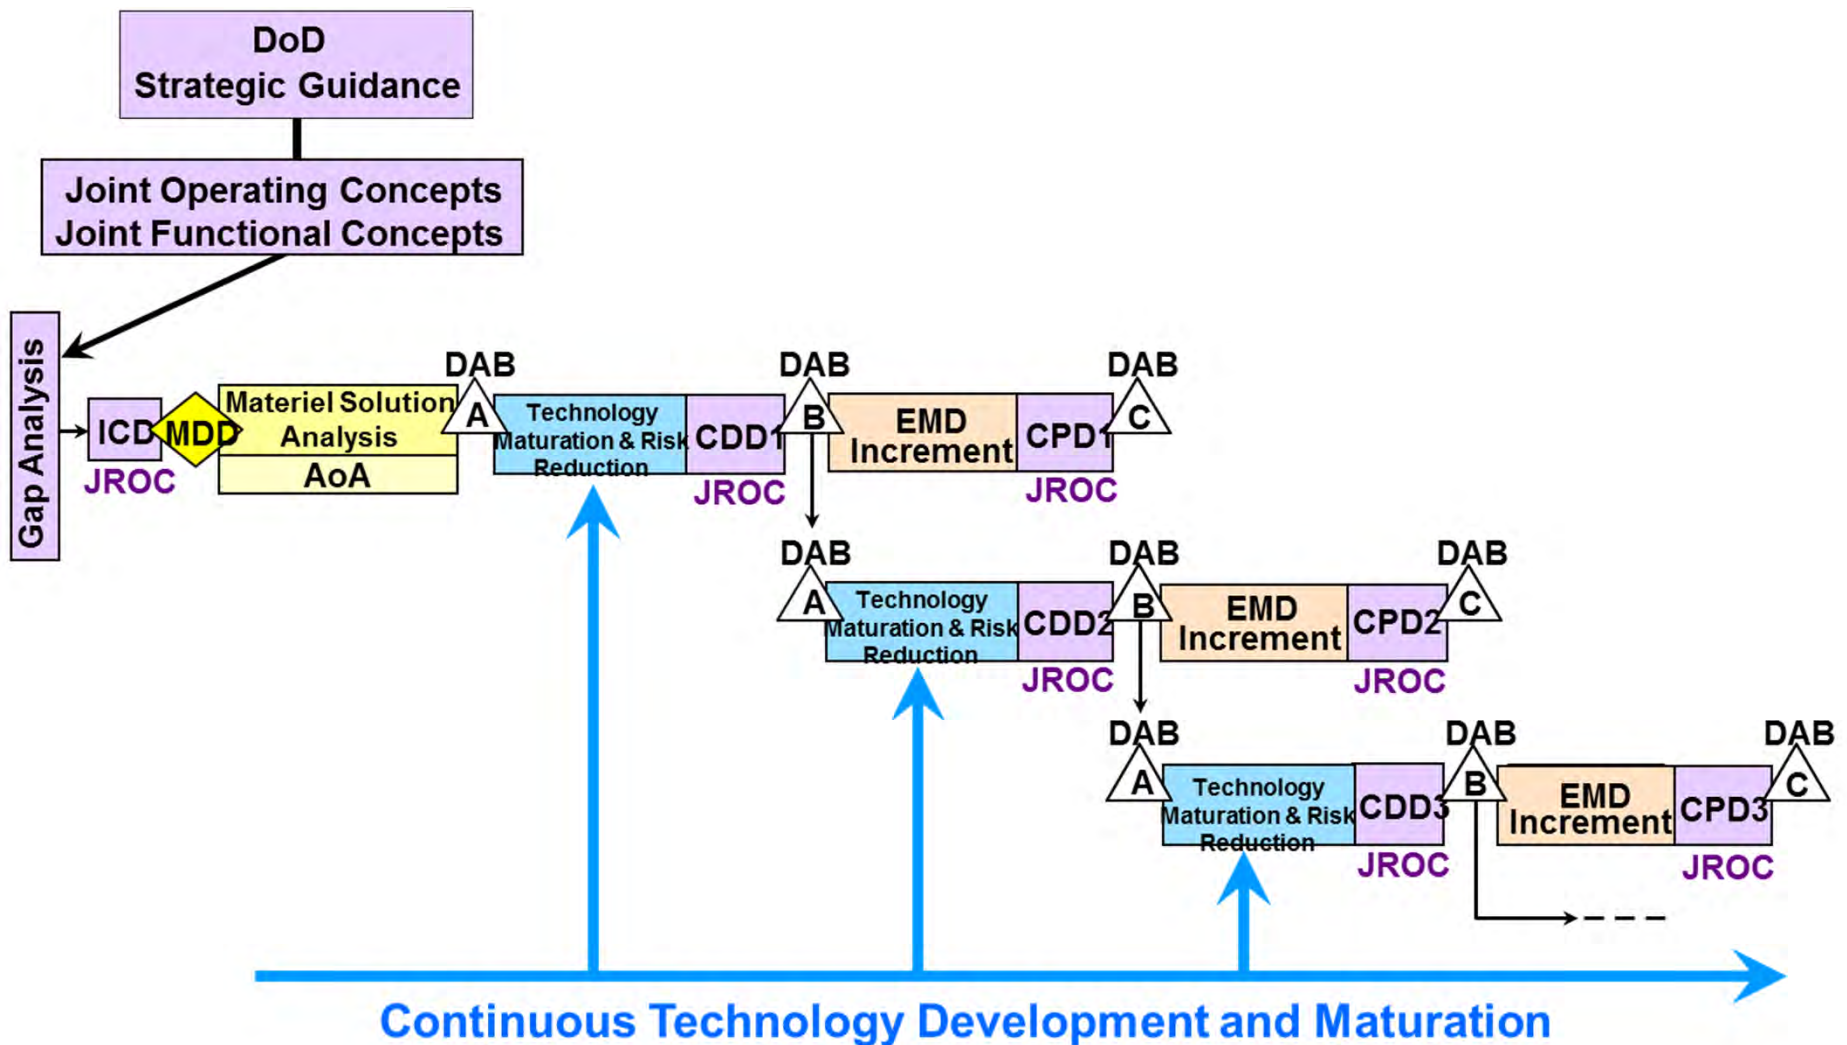 DoD
Strategic Guidance
Joint Operating Concepts
Joint Functional Concepts
Gap Analysis
ICD
JROC
MDD
Materiel Solution
Analysis
AoA
DAB
A
Technology
Maturation & Risk
Reduction
CDD1
JROC
DAB
B
EMD
Increment
CPD1
JROC
DAB
C
DAB
A
Technology
Maturation & Risk
Reduction
CDD2
JROC
DAB
B
EMD
Increment
CPD2
JROC
DAB
C
DAB
A
Technology
Maturation & Risk
Reduction
CDD3
JROC
DAB
B
EMD
Increment
CPD3
JROC
DAB
C
Continuous Technology Development and Maturation